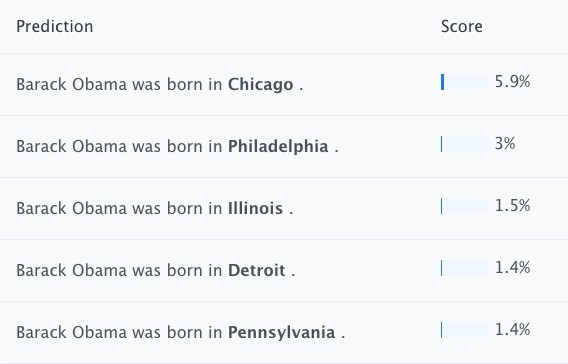 Prediction Score
Barack Obama was born in Chicago . 5.9%
Barack Obama was born in Philadelphia . 3%
Barack Obama was born in Illinois . 1.5%
Barack Obama was born in Detroit . 1.4%
Barack Obama was born in Pennsylvania . 1.4%